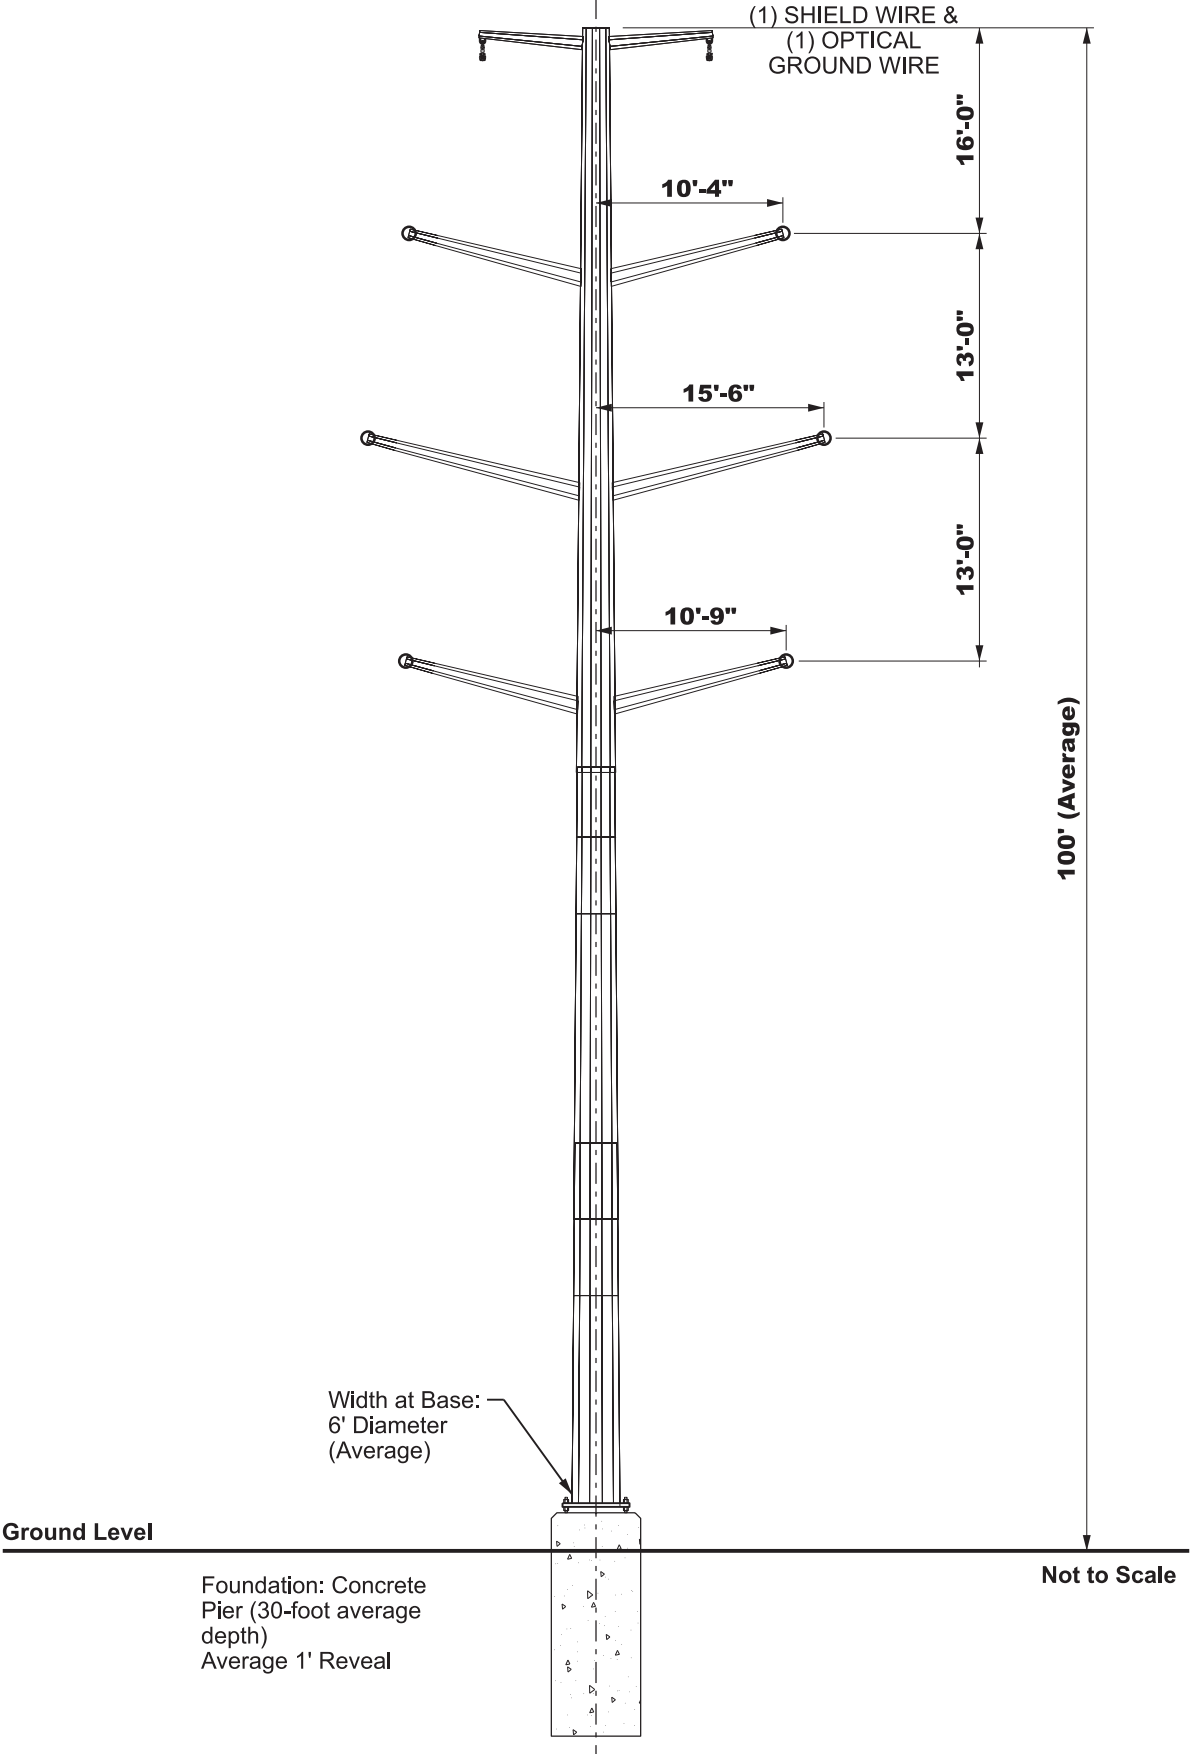 (1) SHIELD WIRE &
(1) OPTICAL
GROUND WIRE
16'-0"
10'-4"
13'-0"
15'-6"
13'-0"
10'-9"
100' (Average)
Width at Base:
6' Diameter
(Average)
Ground Level
Not to Scale
Foundation: Concrete
Pier (30-foot average
depth)
Average 1' Reveal